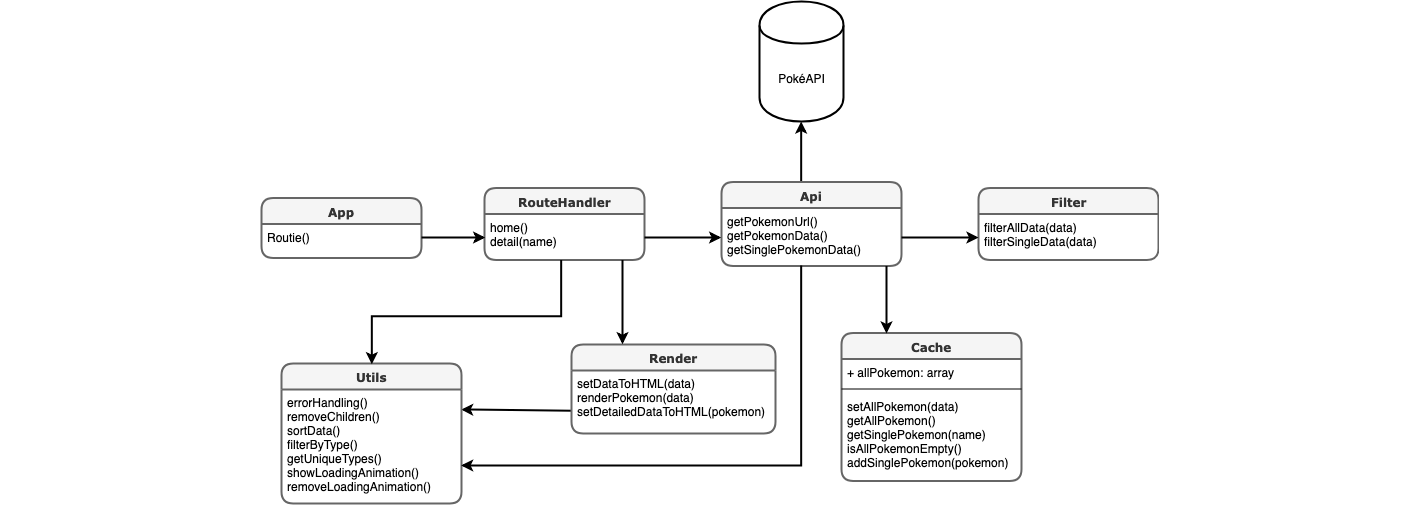 PokéAPI
App
Routie()
RouteHandler
home()
detail(name)
Api
getPokemonUrl()
getPokemonData()
getSinglePokemonData()
Filter
filterAllData(data)
filterSingleData(data)
Utils
errorHandling()
removeChildren()
sortData()
filterByType()
getUniqueTypes()
showLoadingAnimation()
removeLoadingAnimation()
Render
setDataToHTML(data)
renderPokemon(data)
setDetailedDataToHTML(pokemon)
Cache
+ allPokemon: array
setAllPokemon(data)
getAllPokemon()
getSinglePokemon(name)
isAllPokemonEmpty()
addSinglePokemon(pokemon)